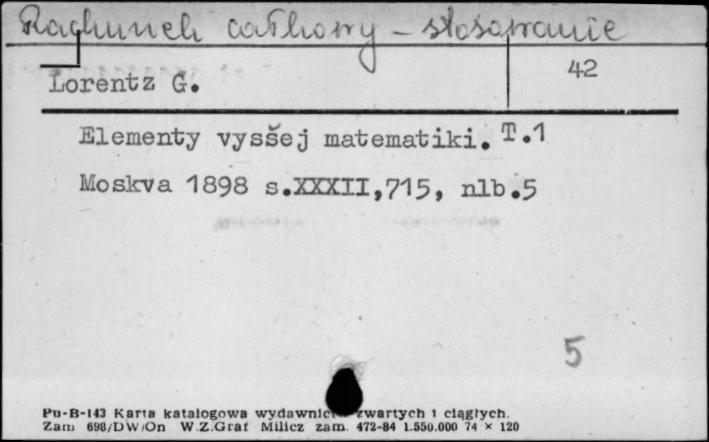 Rachunek całkowy – stosowanie
Lorentz G.
42
Elementy vysšej matematiki. T.1
Moskva 1898 s.XXXII,715, nlb.5
5
Pu-B-143 Karta katalogowa wydawnictw zwartych i ciągłych.
Zam 698/DW/On W.Z.Graf Milicz zam. 472-84 1.550.000 74 × 120